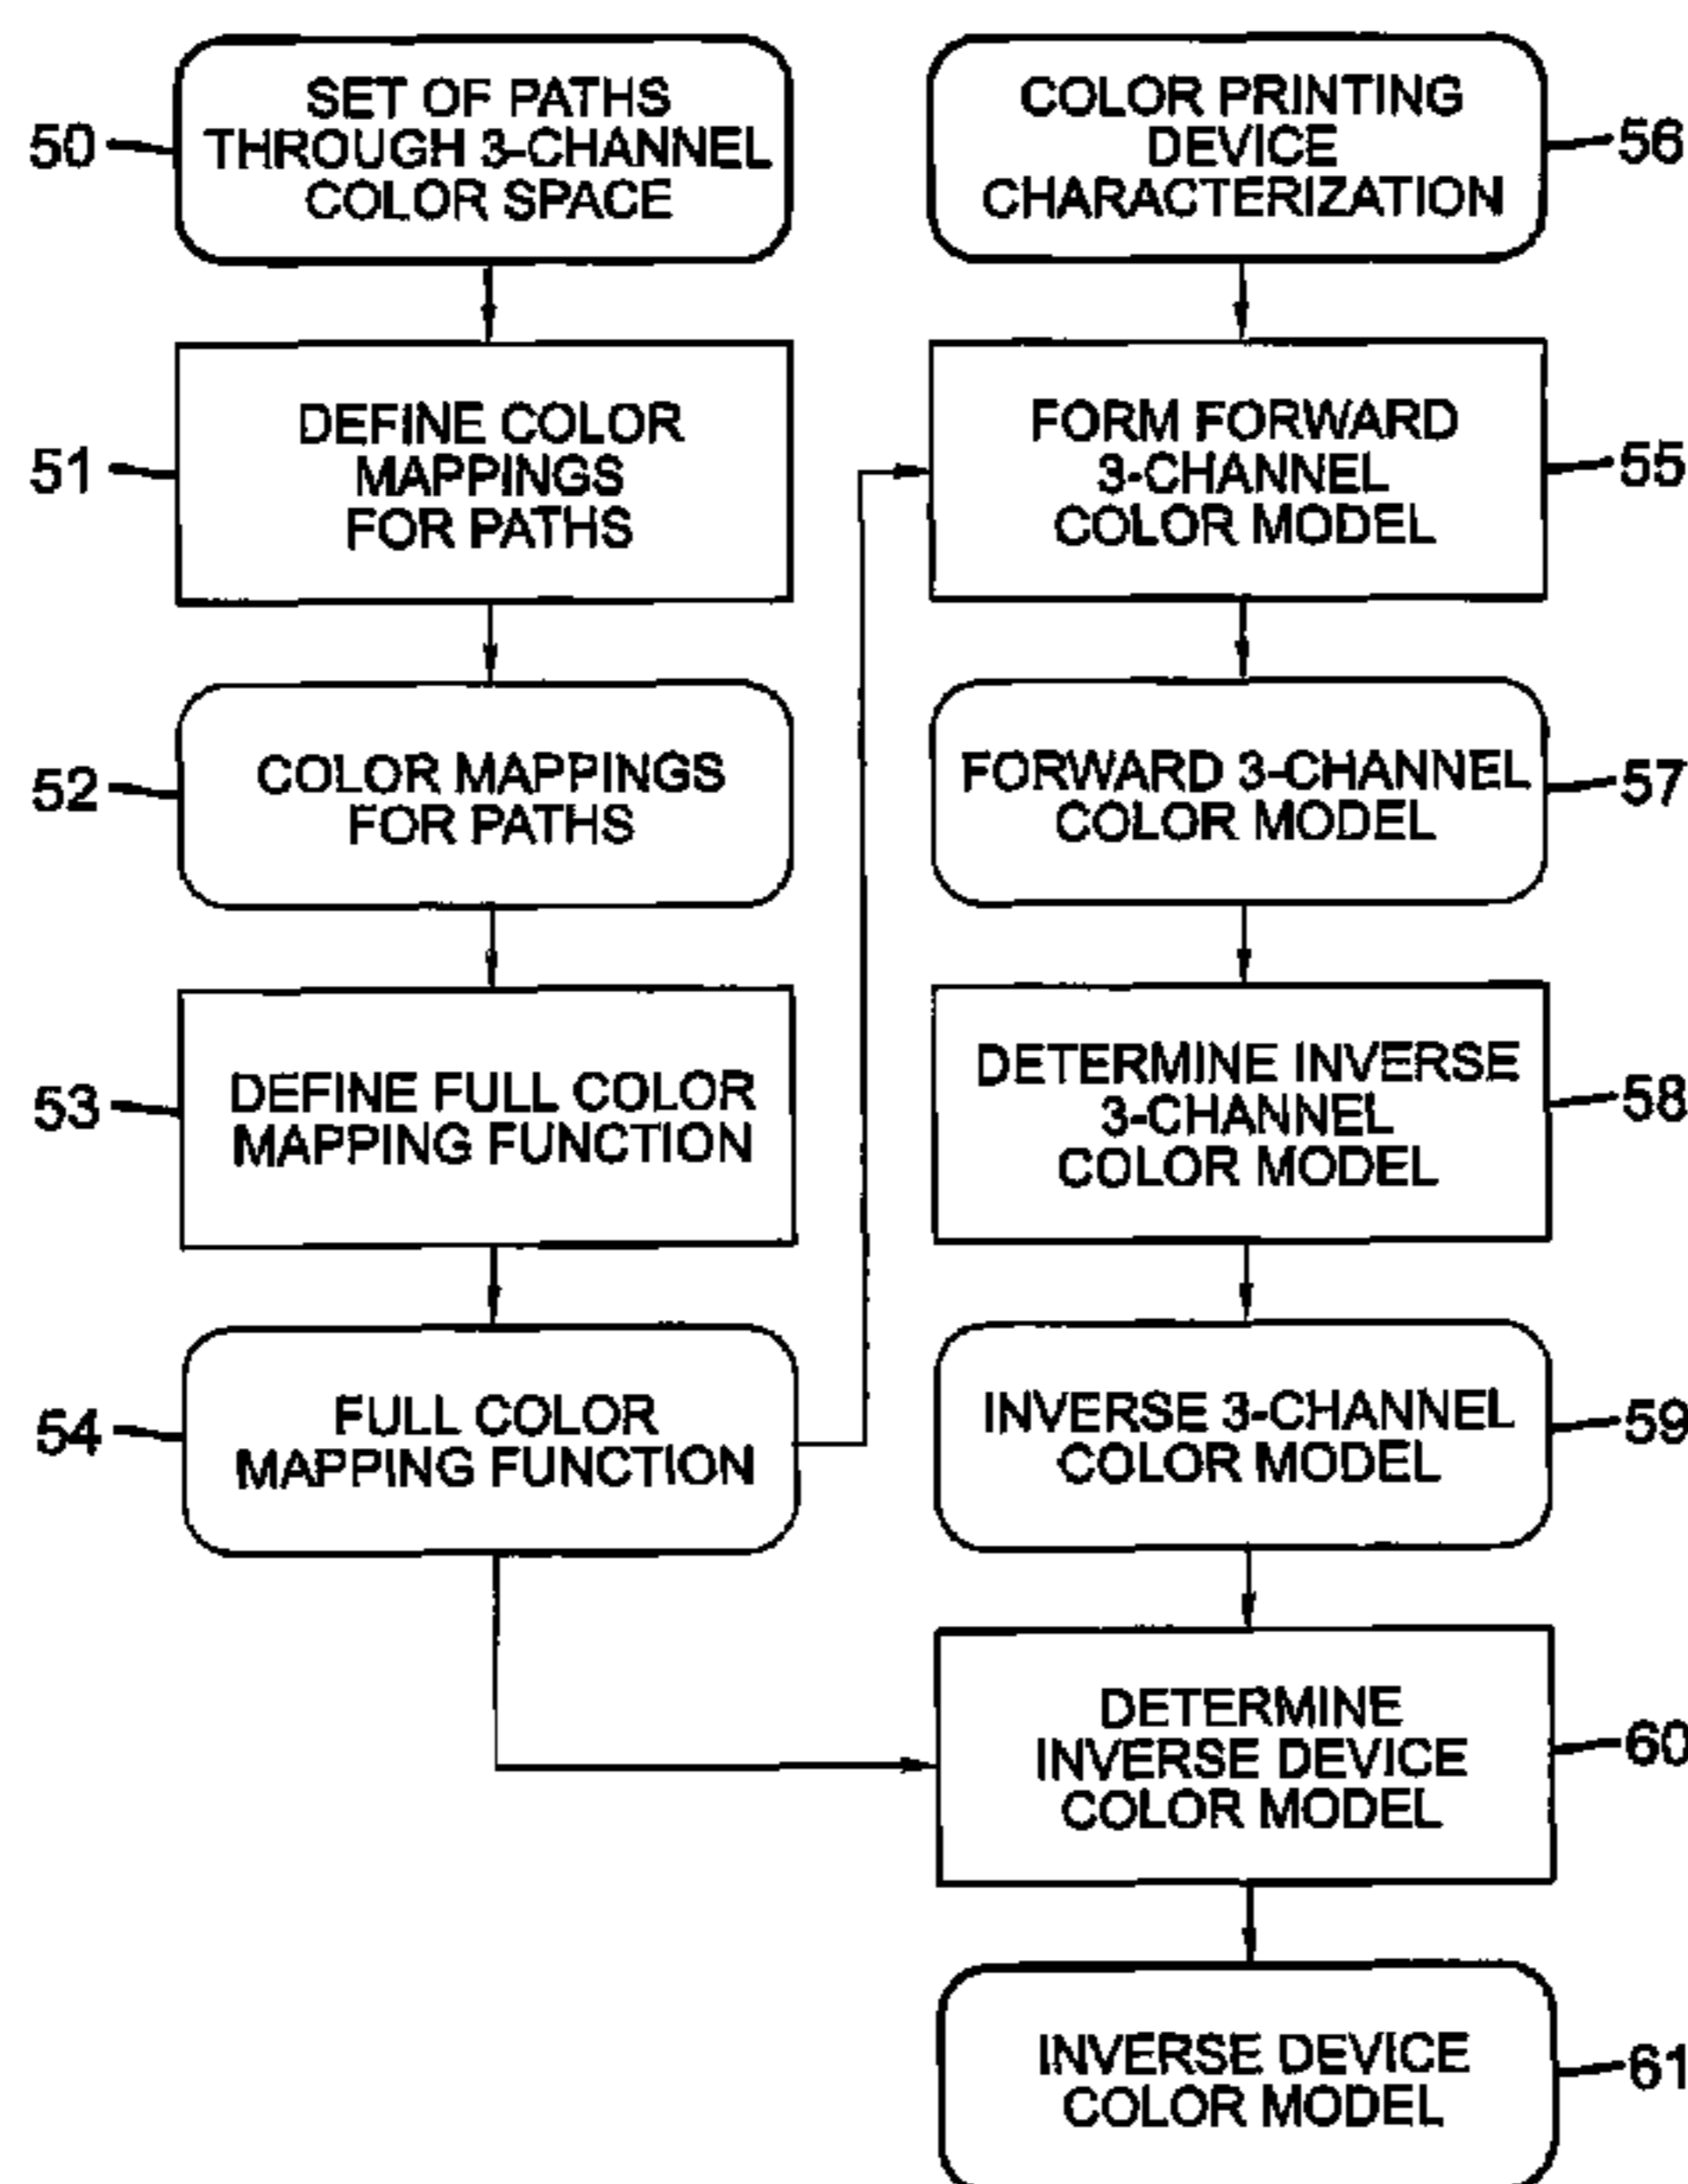 50
SET OF PATHS
THROUGH 3-CHANNEL
COLOR SPACE
51
DEFINE COLOR
MAPPINGS
FOR PATHS
52
COLOR MAPPINGS
FOR PATHS
53
DEFINE FULL COLOR
MAPPING FUNCTION
54
FULL COLOR
MAPPING FUNCTION
COLOR PRINTING
DEVICE
CHARACTERIZATION
56
FORM FORWARD
3-CHANNEL
COLOR MODEL
55
FORWARD 3-CHANNEL
COLOR MODEL
57
DETERMINE INVERSE
3-CHANNEL
COLOR MODEL
58
INVERSE 3-CHANNEL
COLOR MODEL
59
DETERMINE
INVERSE DEVICE
COLOR MODEL
60
INVERSE DEVICE
COLOR MODEL
61